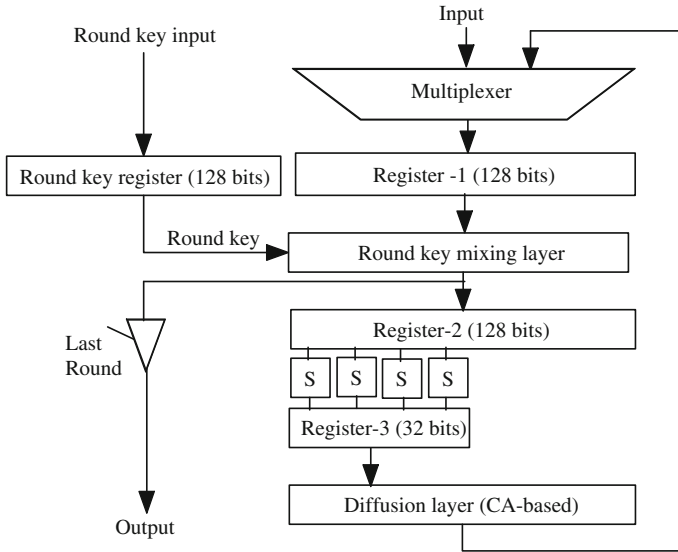 Input
Round key input
Multiplexer
Round key register (128 bits)
Register -1 (128 bits)
Round key
Round key mixing layer
Register-2 (128 bits)
Last
Round
S S S S
Register-3 (32 bits)
Diffusion layer (CA-based)
Output